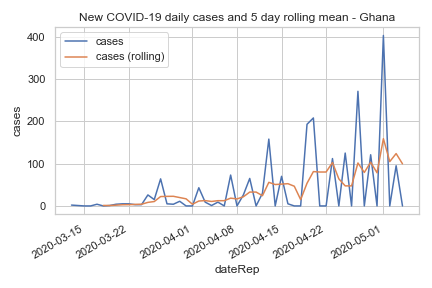 New COVID-19 daily cases and 5 day rolling mean - Ghana
cases
cases (rolling)
400
300
200
100
0
cases
2020-03-15
2020-03-22
2020-04-01
2020-04-08
2020-04-15
2020-04-22
2020-05-01
dateRep